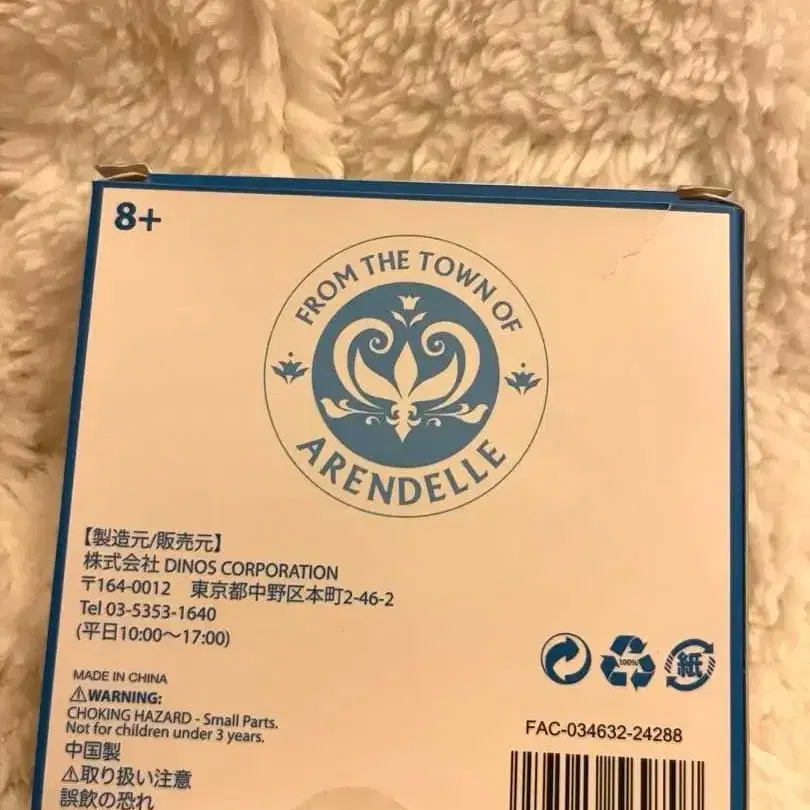 8+
FROM THE TOWN OF
ARENDELLE
【製造元/販売元】
株式会社 DINOS CORPORATION
〒164-0012 東京都中野区本町2-46-2
Tel 03-5353-1640
(平日10:00～17:00)
100%
紙
MADE IN CHINA
⚠WARNING:
CHOKING HAZARD - Small Parts.
Not for children under 3 years.
中国製
⚠取り扱い注意
誤飲の恐れ
FAC-034632-24288